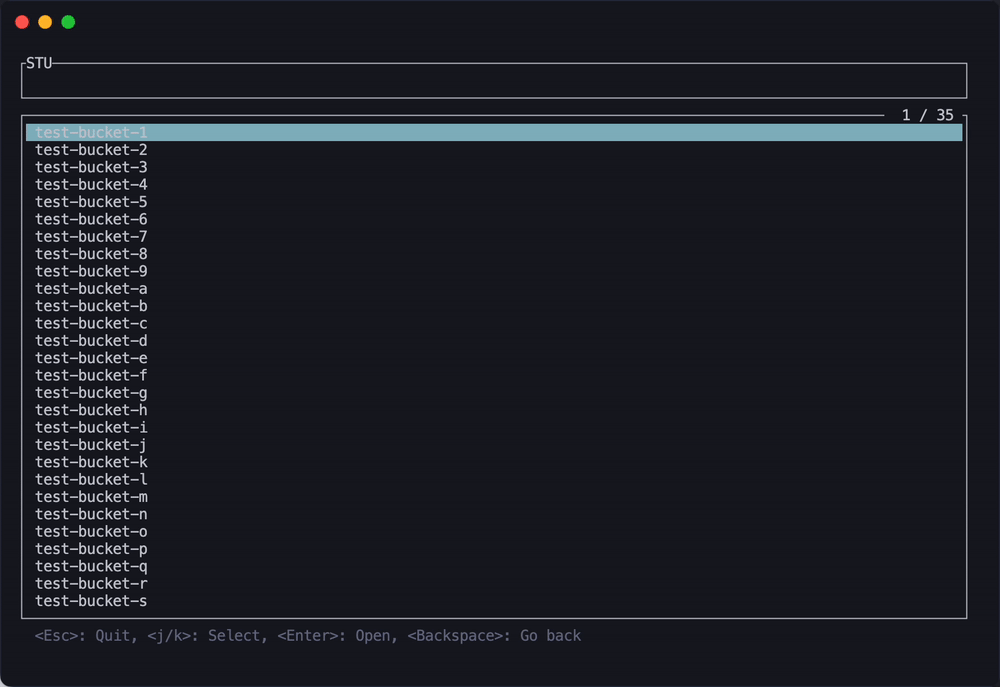 STU
1 / 35
test-bucket-1
test-bucket-2
test-bucket-3
test-bucket-4
test-bucket-5
test-bucket-6
test-bucket-7
test-bucket-8
test-bucket-9
test-bucket-a
test-bucket-b
test-bucket-c
test-bucket-d
test-bucket-e
test-bucket-f
test-bucket-g
test-bucket-h
test-bucket-i
test-bucket-j
test-bucket-k
test-bucket-l
test-bucket-m
test-bucket-n
test-bucket-o
test-bucket-p
test-bucket-q
test-bucket-r
test-bucket-s
<Esc>: Quit, <j/k>: Select, <Enter>: Open, <Backspace>: Go back